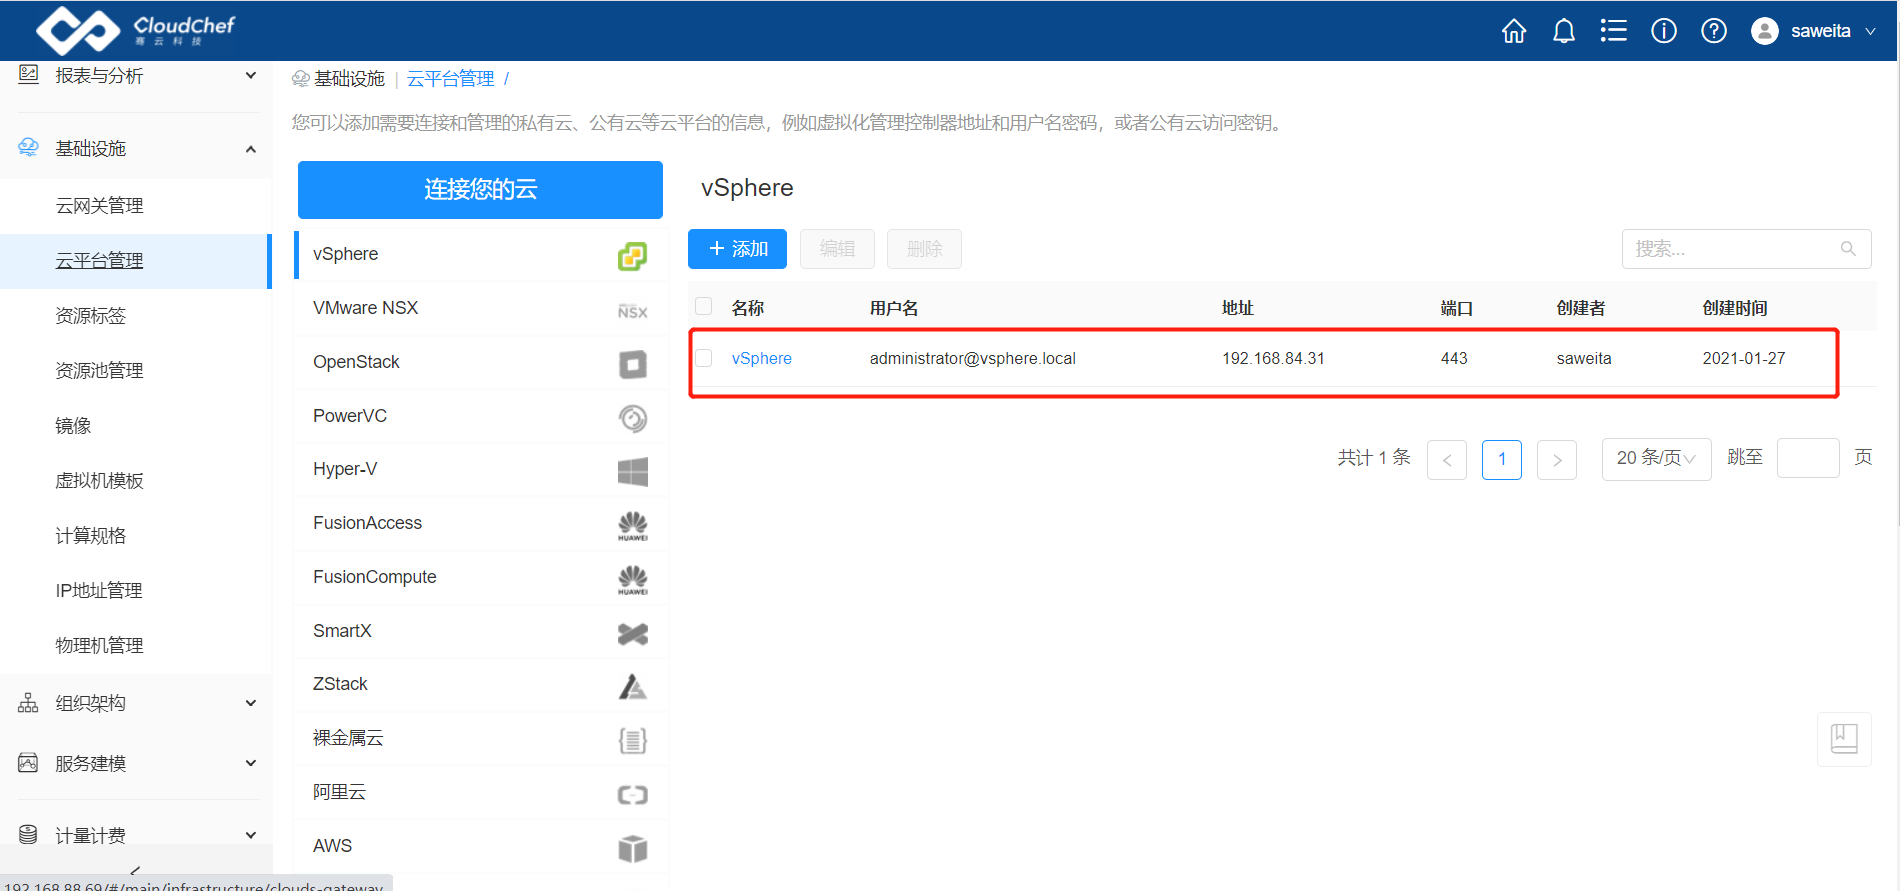 CloudChef
骞云科技
saweita
报表与分析
基础设施
云网关管理
云平台管理
资源标签
资源池管理
镜像
虚拟机模板
计算规格
IP地址管理
物理机管理
组织架构
服务建模
计量计费
基础设施 | 云平台管理 /
您可以添加需要连接和管理的私有云、公有云等云平台的信息，例如虚拟化管理控制器地址和用户名密码，或者公有云访问密钥。
连接您的云
vSphere
VMware NSX
NSX
OpenStack
PowerVC
Hyper-V
FusionAccess
HUAWEI
FusionCompute
HUAWEI
SmartX
ZStack
裸金属云
阿里云
AWS
vSphere
+ 添加 编辑 删除 搜索...
名称 用户名 地址 端口 创建者 创建时间
vSphere administrator@vsphere.local 192.168.84.31 443 saweita 2021-01-27
共计 1 条 < 1 > 20 条/页 跳至 页
192.168.88.69/#/main/infrastructure/clouds-gateway